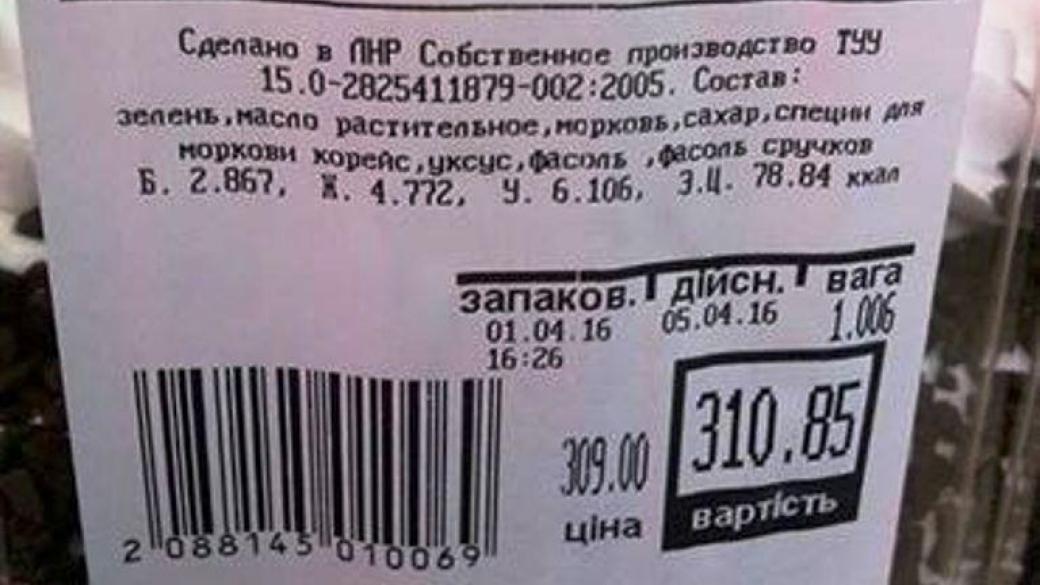 Сделано в ЛНР Собственное производство ТУУ
15.0-2825411879-002:2005. Состав:
зелень,масло растительное,морковь,сахар,специи для
моркови корейс,уксус,фасоль ,фасоль сручков
Б. 2.867, Ж. 4.772, У. 6.106, Э.Ц. 78.84 ккал
запаков. дійсн. вага
01.04.16 05.04.16 1.006
16:26
309.00 310.85
ціна вартість
2 088145 010069